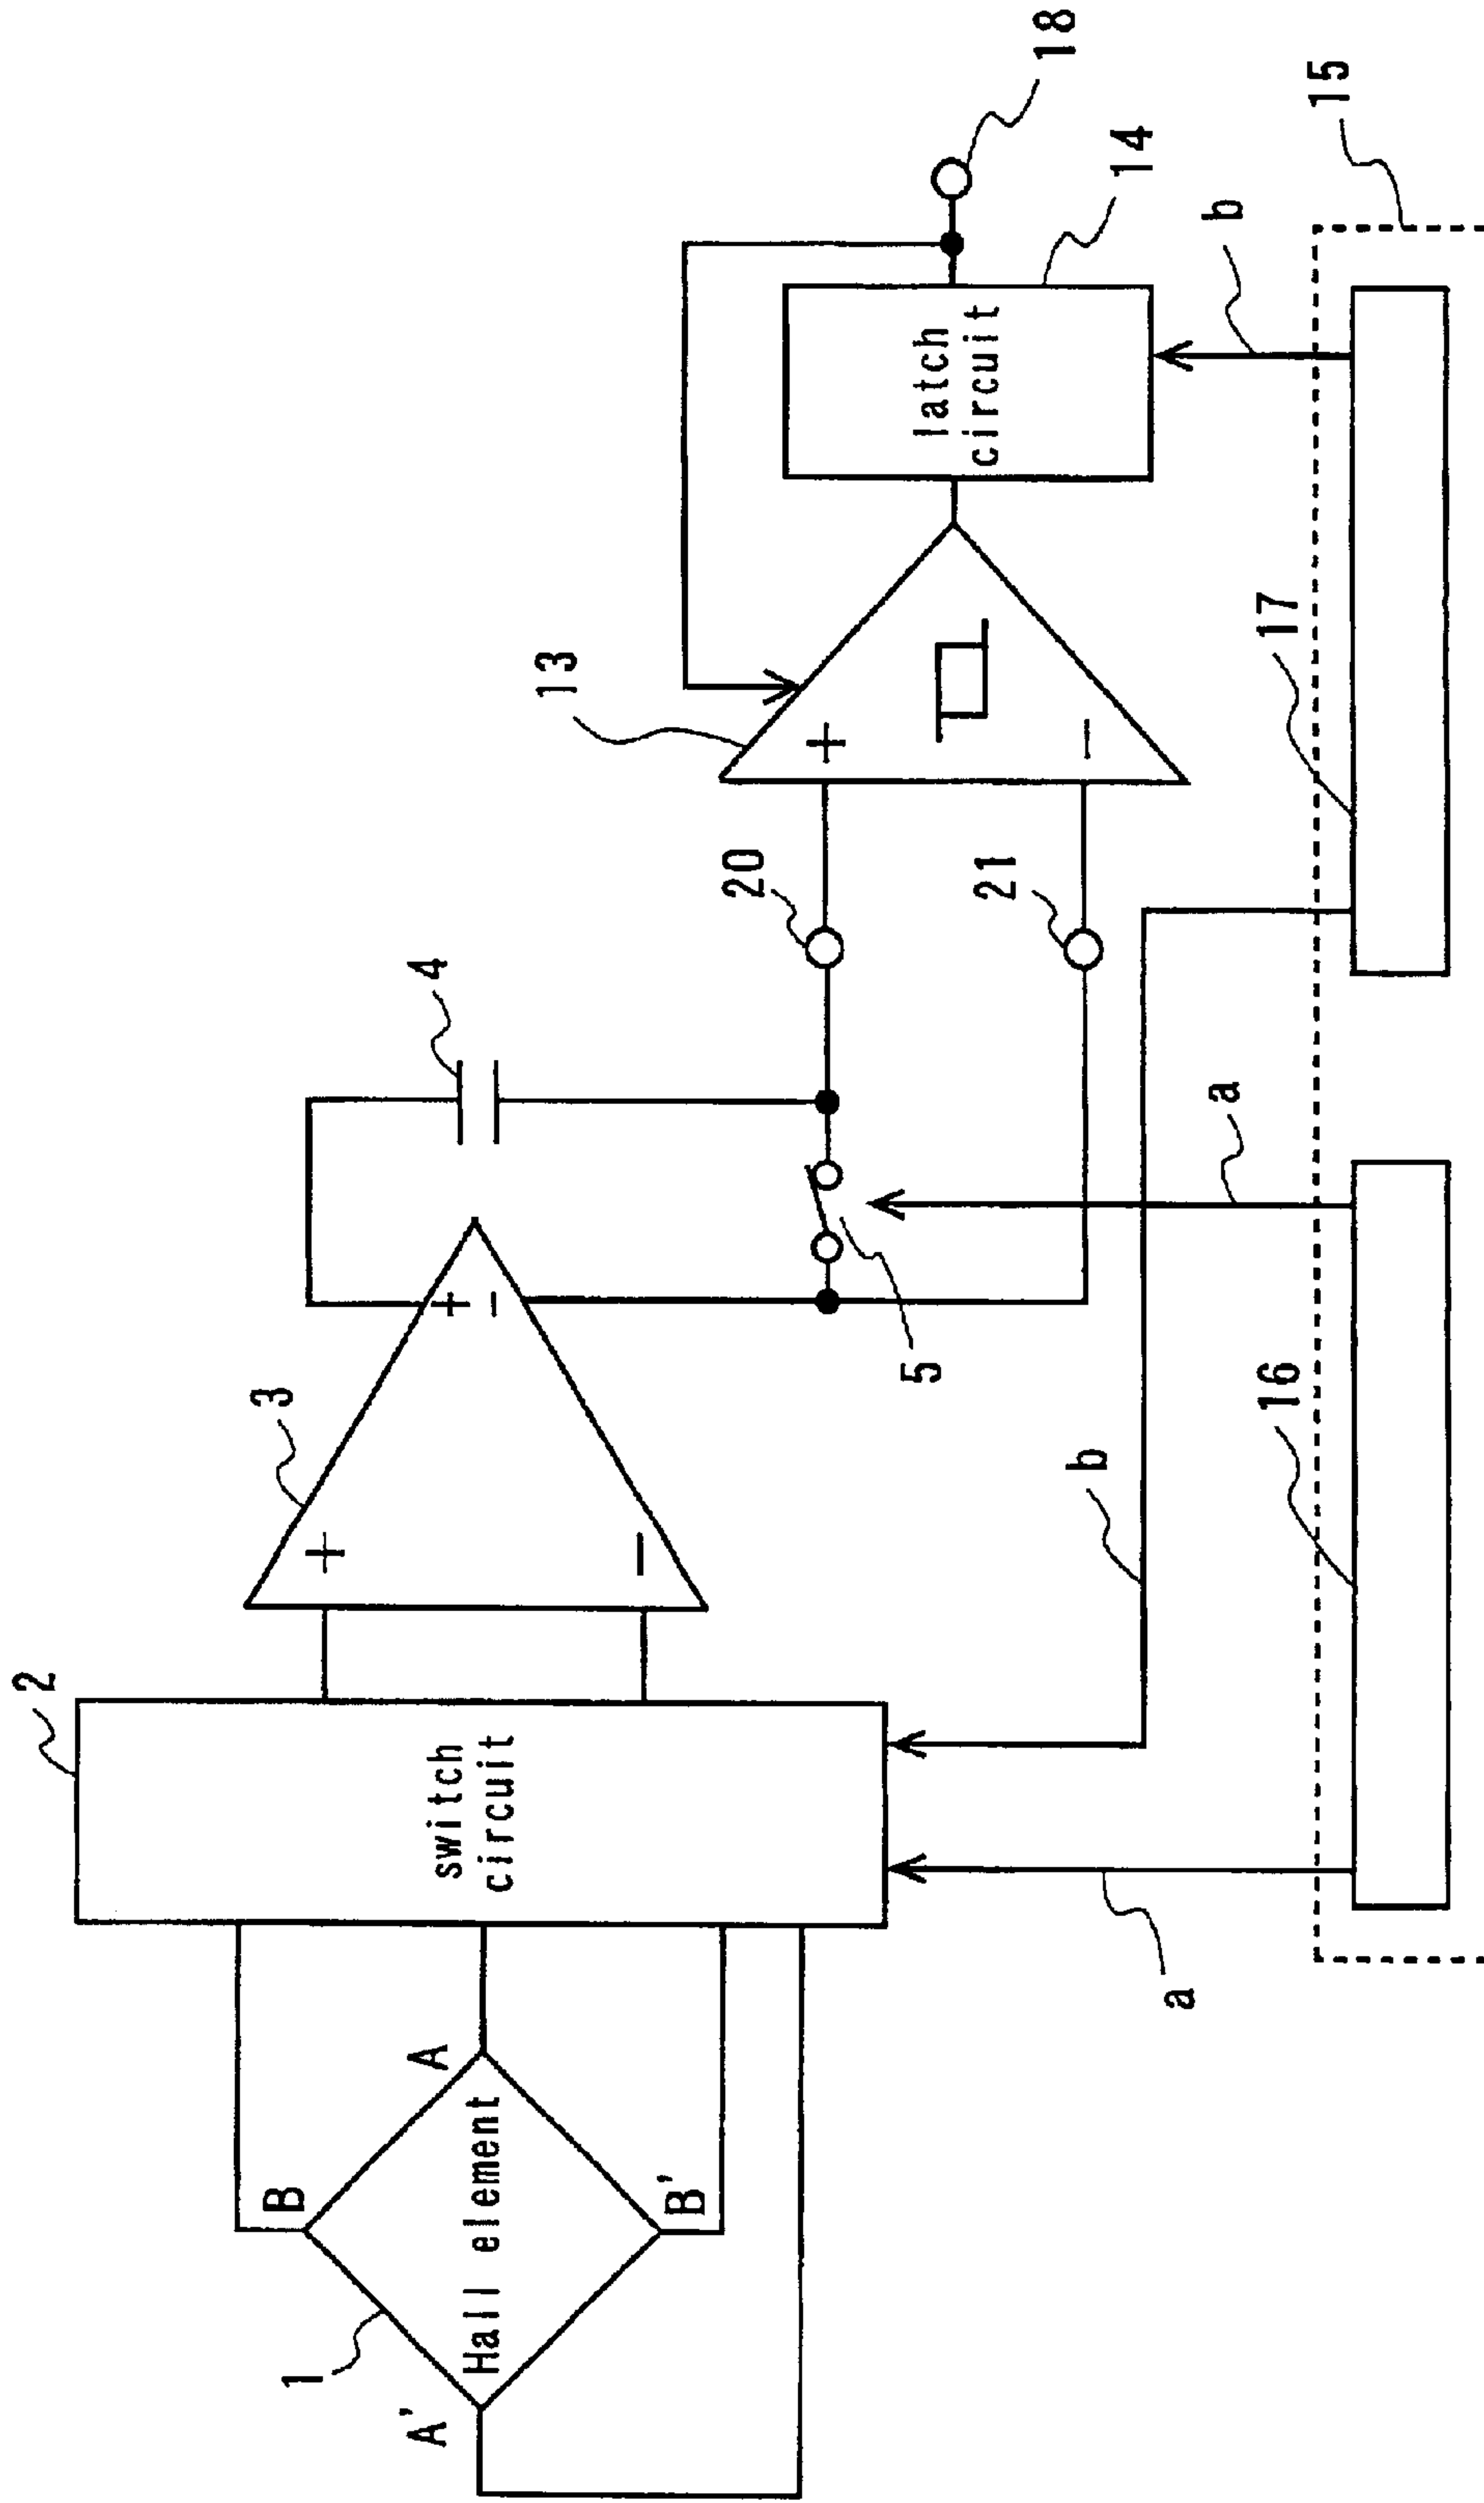 2
3
4
13
18
switch
circuit
latch
circuit
14
20
21
1
A'
B
A
B'
Hall element
5
b
a
b
a
16
17
15
+
−
+
−
+
−